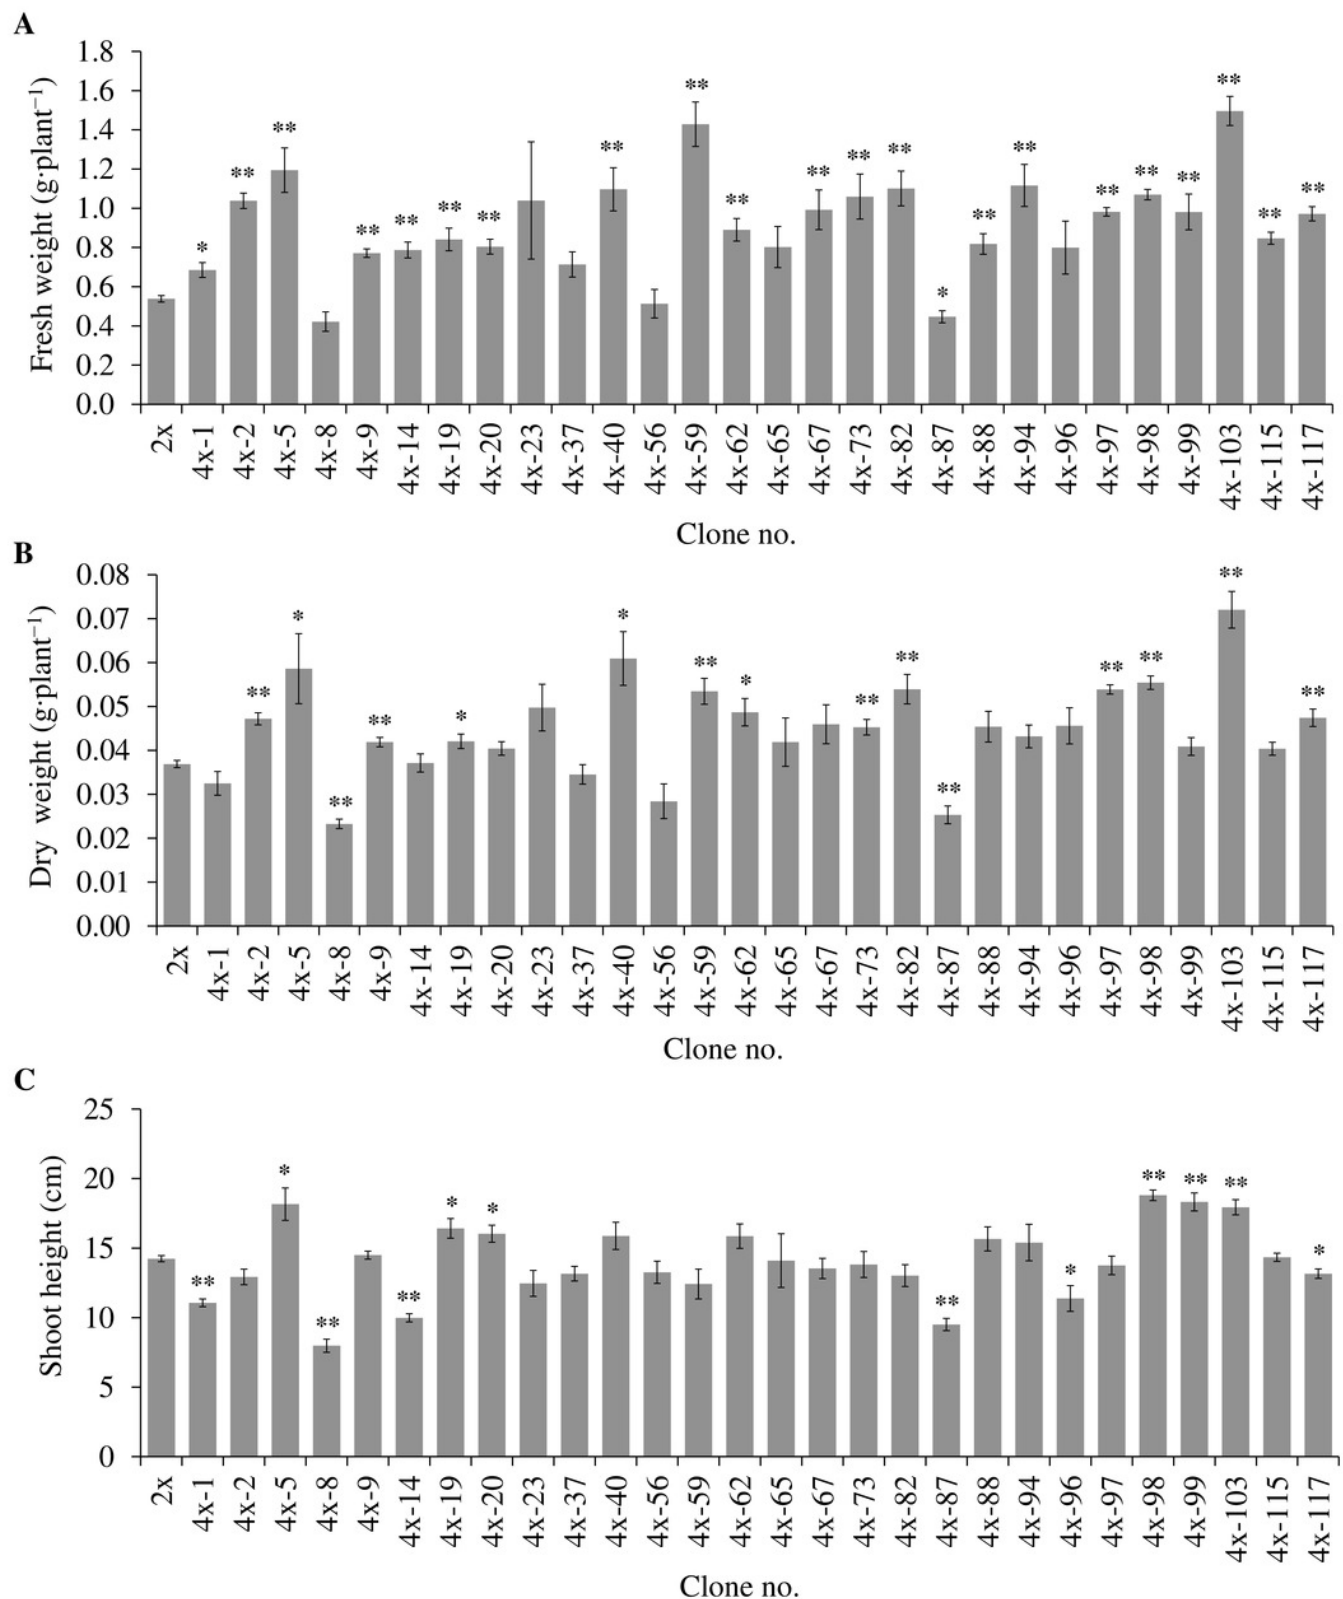 A
Fresh weight (g·plant⁻¹)
1.8
1.6
1.4
1.2
1.0
0.8
0.6
0.4
0.2
0.0
* ** ** ** ** ** ** ** ** ** ** ** ** * ** ** ** ** ** ** ** **
2x 4x-1 4x-2 4x-5 4x-8 4x-9 4x-14 4x-19 4x-20 4x-23 4x-37 4x-40 4x-56 4x-59 4x-62 4x-65 4x-67 4x-73 4x-82 4x-87 4x-88 4x-94 4x-96 4x-97 4x-98 4x-99 4x-103 4x-115 4x-117
Clone no.
B
Dry weight (g·plant⁻¹)
0.08
0.07
0.06
0.05
0.04
0.03
0.02
0.01
0.00
** * ** ** * * ** * ** ** ** ** ** ** **
2x 4x-1 4x-2 4x-5 4x-8 4x-9 4x-14 4x-19 4x-20 4x-23 4x-37 4x-40 4x-56 4x-59 4x-62 4x-65 4x-67 4x-73 4x-82 4x-87 4x-88 4x-94 4x-96 4x-97 4x-98 4x-99 4x-103 4x-115 4x-117
Clone no.
C
Shoot height (cm)
25
20
15
10
5
0
** * ** ** * * ** * ** ** ** *
2x 4x-1 4x-2 4x-5 4x-8 4x-9 4x-14 4x-19 4x-20 4x-23 4x-37 4x-40 4x-56 4x-59 4x-62 4x-65 4x-67 4x-73 4x-82 4x-87 4x-88 4x-94 4x-96 4x-97 4x-98 4x-99 4x-103 4x-115 4x-117
Clone no.